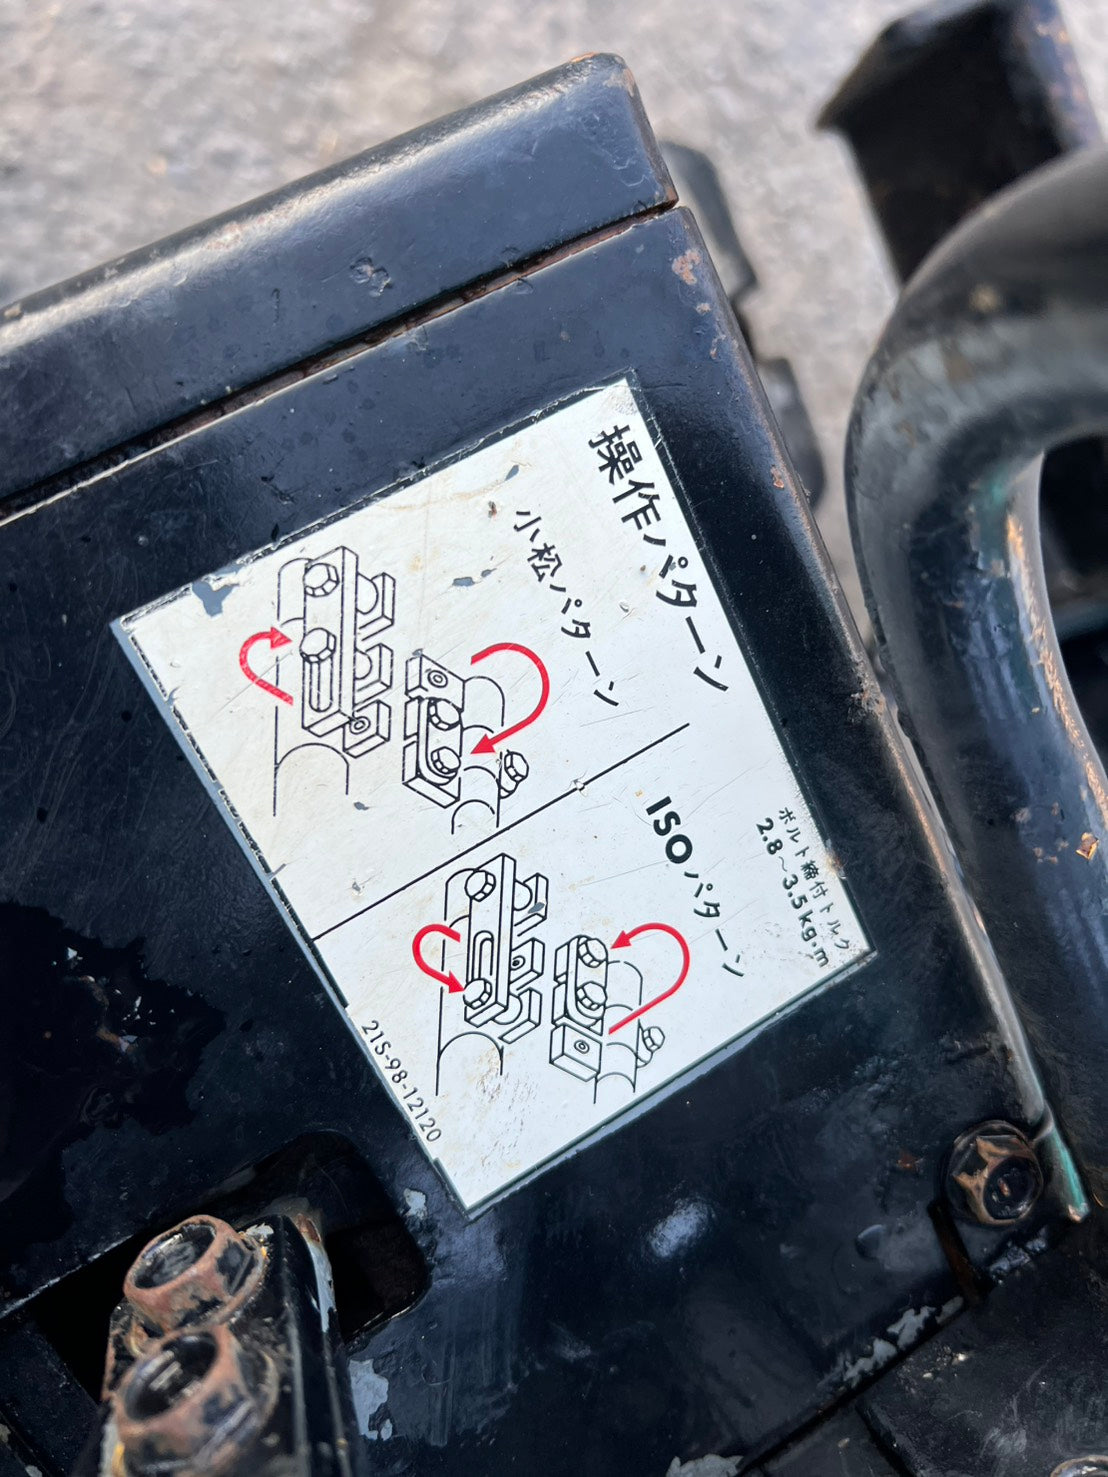 操作パターン
ボルト締付トルク
2.8～3.5kg·m
小松パターン
ISOパターン
21S-98-12120